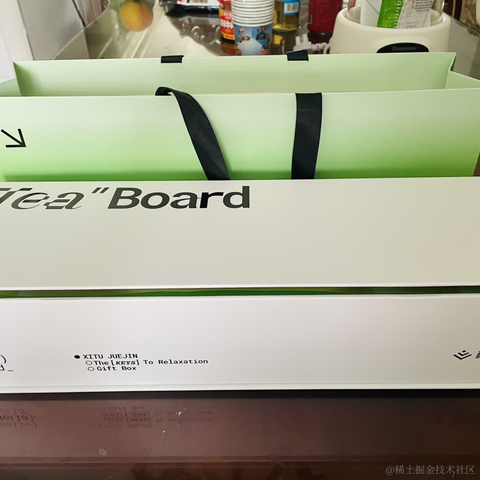 Tea" Board
XITU JUEJIN
The[KEYS] To Relaxation
Gift Box
@稀土掘金技术社区